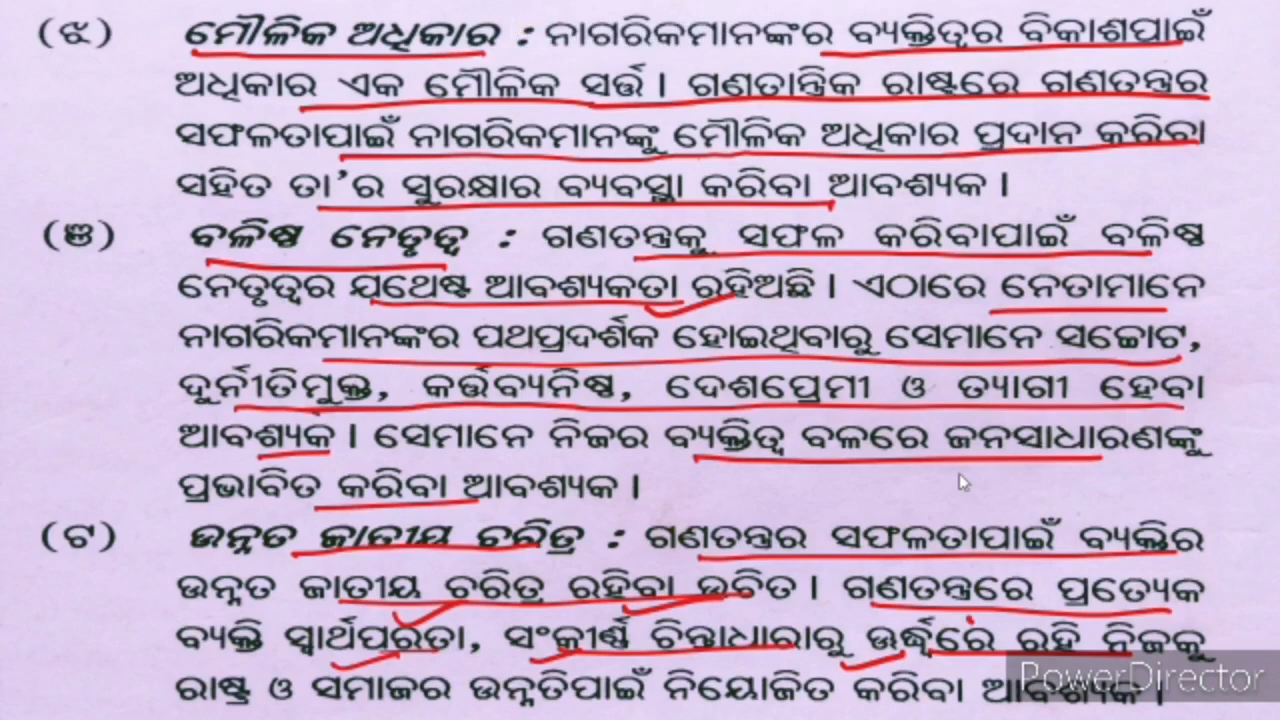 (ଝ) ମୌଳିକ ଅଧିକାର : ନାଗରିକମାନଙ୍କର ବ୍ୟକ୍ତିତ୍ୱର ବିକାଶପାଇଁ
ଅଧିକାର ଏକ ମୌଳିକ ସର୍ତ୍ତ । ଗଣତାନ୍ତ୍ରିକ ରାଷ୍ଟ୍ରରେ ଗଣତନ୍ତ୍ରର
ସଫଳତାପାଇଁ ନାଗରିକମାନଙ୍କୁ ମୌଳିକ ଅଧିକାର ପ୍ରଦାନ କରିବା
ସହିତ ତା'ର ସୁରକ୍ଷାର ବ୍ୟବସ୍ଥା କରିବା ଆବଶ୍ୟକ ।
(ଞ) ବଳିଷ୍ଠ ନେତୃତ୍ୱ : ଗଣତନ୍ତ୍ରକୁ ସଫଳ କରିବାପାଇଁ ବଳିଷ୍ଠ
ନେତୃତ୍ୱର ଯଥେଷ୍ଟ ଆବଶ୍ୟକତା ରହିଅଛି । ଏଠାରେ ନେତାମାନେ
ନାଗରିକମାନଙ୍କର ପଥପ୍ରଦର୍ଶକ ହୋଇଥିବାରୁ ସେମାନେ ସଚ୍ଚୋଟ,
ଦୁର୍ନୀତିମୁକ୍ତ, କର୍ତ୍ତବ୍ୟନିଷ୍ଠ, ଦେଶପ୍ରେମୀ ଓ ତ୍ୟାଗୀ ହେବା
ଆବଶ୍ୟକ । ସେମାନେ ନିଜର ବ୍ୟକ୍ତିତ୍ୱ ବଳରେ ଜନସାଧାରଣଙ୍କୁ
ପ୍ରଭାବିତ କରିବା ଆବଶ୍ୟକ ।
(ଟ) ଉନ୍ନତ ଜାତୀୟ ଚରିତ୍ର : ଗଣତନ୍ତ୍ରର ସଫଳତାପାଇଁ ବ୍ୟକ୍ତିର
ଉନ୍ନତ ଜାତୀୟ ଚରିତ୍ର ରହିବା ଉଚିତ । ଗଣତନ୍ତ୍ରରେ ପ୍ରତ୍ୟେକ
ବ୍ୟକ୍ତି ସ୍ୱାର୍ଥପରତା, ସଂକୀର୍ଣ୍ଣ ଚିନ୍ତାଧାରାରୁ ଊର୍ଦ୍ଧ୍ୱରେ ରହି ନିଜକୁ
ରାଷ୍ଟ୍ର ଓ ସମାଜର ଉନ୍ନତିପାଇଁ ନିୟୋଜିତ କରିବା ଆବଶ୍ୟକ ।
PowerDirector